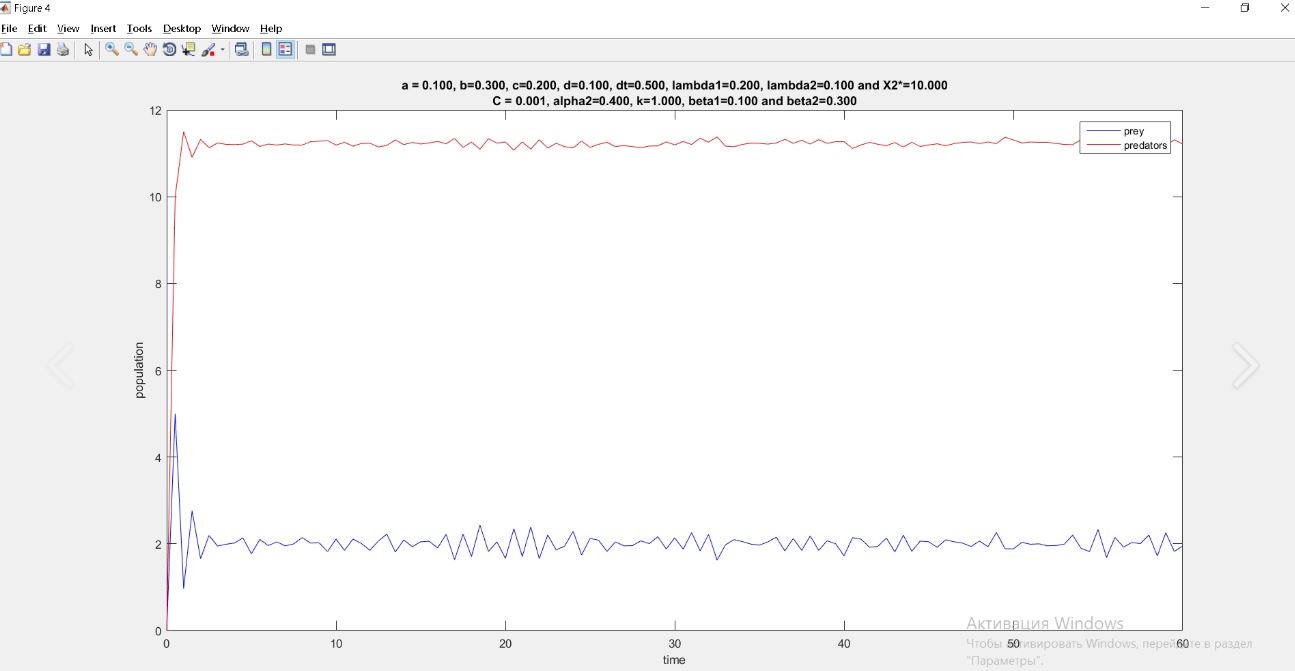 Figure 4
File Edit View Insert Tools Desktop Window Help
a = 0.100, b=0.300, c=0.200, d=0.100, dt=0.500, lambda1=0.200, lambda2=0.100 and X2*=10.000
C = 0.001, alpha2=0.400, k=1.000, beta1=0.100 and beta2=0.300
12
10
8
6
4
2
0
population
prey
predators
0 10 20 30 40 50 60
time
Активация Windows
Чтобы активировать Windows, перейдите в раздел
"Параметры".